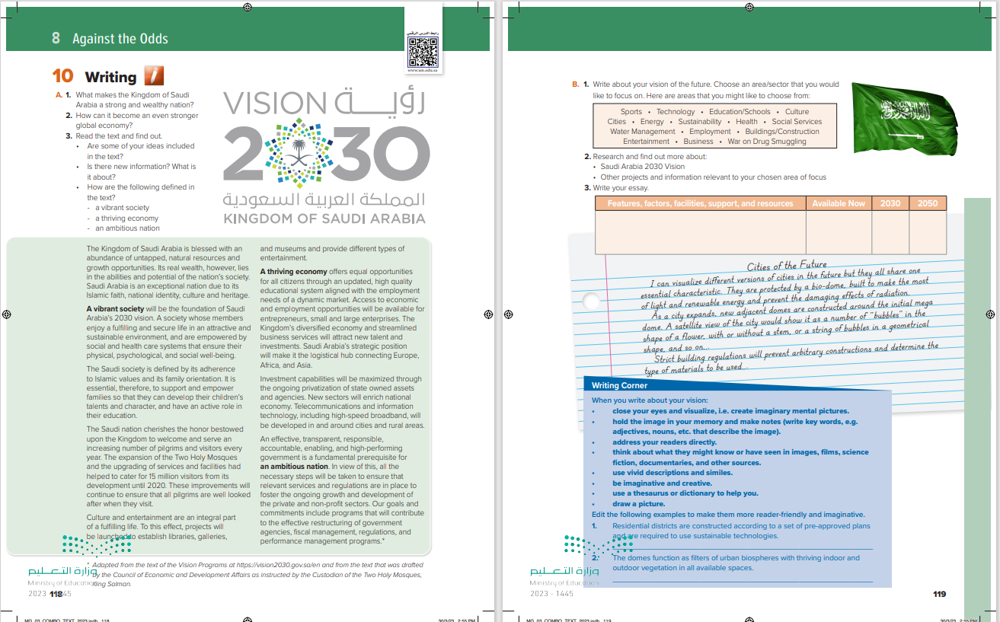 8 Against the Odds
رابط الدرس الرقمي
www.ien.edu.sa
10 Writing
A. 1. What makes the Kingdom of Saudi
Arabia a strong and wealthy nation?
2. How can it become an even stronger
global economy?
3. Read the text and find out.
• Are some of your ideas included
in the text?
• Is there new information? What is
it about?
• How are the following defined in
the text?
- a vibrant society
- a thriving economy
- an ambitious nation
VISION رؤيـــة
2030
المملكة العربية السعودية
KINGDOM OF SAUDI ARABIA
The Kingdom of Saudi Arabia is blessed with an
abundance of untapped, natural resources and
growth opportunities. Its real wealth, however, lies
in the abilities and potential of the nation's society.
Saudi Arabia is an exceptional nation due to its
Islamic faith, national identity, culture and heritage.
A vibrant society will be the foundation of Saudi
Arabia's 2030 vision. A society whose members
enjoy a fulfilling and secure life in an attractive and
sustainable environment, and are empowered by
social and health care systems that ensure their
physical, psychological, and social well-being.
The Saudi society is defined by its adherence
to Islamic values and its family orientation. It is
essential, therefore, to support and empower
families so that they can develop their children's
talents and character, and have an active role in
their education.
The Saudi nation cherishes the honor bestowed
upon the Kingdom to welcome and serve an
increasing number of pilgrims and visitors every
year. The expansion of the Two Holy Mosques
and the upgrading of services and facilities had
helped to cater for 15 million visitors from its
development until 2020. These improvements will
continue to ensure that all pilgrims are well looked
after when they visit.
Culture and entertainment are an integral part
of a fulfilling life. To this effect, projects will
be launched to establish libraries, galleries,
and museums and provide different types of
entertainment.
A thriving economy offers equal opportunities
for all citizens through an updated, high quality
educational system aligned with the employment
needs of a dynamic market. Access to economic
and employment opportunities will be available for
entrepreneurs, small and large enterprises. The
Kingdom's diversified economy and streamlined
business services will attract new talent and
investments. Saudi Arabia's strategic position
will make it the logistical hub connecting Europe,
Africa, and Asia.
Investment capabilities will be maximized through
the ongoing privatization of state owned assets
and agencies. New sectors will enrich national
economy. Telecommunications and information
technology, including high-speed broadband, will
be developed in and around cities and rural areas.
An effective, transparent, responsible,
accountable, enabling, and high-performing
government is a fundamental prerequisite for
an ambitious nation. In view of this, all the
necessary steps will be taken to ensure that
relevant services and regulations are in place to
foster the ongoing growth and development of
the private and non-profit sectors. Our goals and
commitments include programs that will contribute
to the effective restructuring of government
agencies, fiscal management, regulations, and
performance management programs.*
* Adapted from the text of the Vision Programs at https://vision2030.gov.sa/en and from the text that was drafted
by the Council of Economic and Development Affairs as instructed by the Custodian of the Two Holy Mosques,
King Salman.
وزارة التعليم
Ministry of Education
2023 - 1445
118
MG_03_COMBO_TEXT_2023.indb 118
30/3/23 2:55 PM
B. 1. Write about your vision of the future. Choose an area/sector that you would
like to focus on. Here are areas that you might like to choose from:
Sports • Technology • Education/Schools • Culture
Cities • Energy • Sustainability • Health • Social Services
Water Management • Employment • Buildings/Construction
Entertainment • Business • War on Drug Smuggling
2. Research and find out more about:
• Saudi Arabia 2030 Vision
• Other projects and information relevant to your chosen area of focus
3. Write your essay.
Features, factors, facilities, support, and resources Available Now 2030 2050
Cities of the Future
I can visualize different versions of cities in the future but they all share one
essential characteristic. They are protected by a bio-dome, built to make the most
of light and renewable energy and prevent the damaging effects of radiation.
As a city expands, new adjacent domes are constructed around the initial mega
dome. A satellite view of the city would show it as a number of "bubbles" in the
shape of a flower, with or without a stem, or a string of bubbles in a geometrical
shape, and so on...
Strict building regulations will prevent arbitrary constructions and determine the
type of materials to be used...
Writing Corner
When you write about your vision:
• close your eyes and visualize, i.e. create imaginary mental pictures.
• hold the image in your memory and make notes (write key words, e.g.
adjectives, nouns, etc. that describe the image).
• address your readers directly.
• think about what they might know or have seen in images, films, science
fiction, documentaries, and other sources.
• use vivid descriptions and similes.
• be imaginative and creative.
• use a thesaurus or dictionary to help you.
• draw a picture.
Edit the following examples to make them more reader-friendly and imaginative.
1. Residential districts are constructed according to a set of pre-approved plans
and are required to use sustainable technologies.
2. The domes function as filters of urban biospheres with thriving indoor and
outdoor vegetation in all available spaces.
وزارة التعليم
Ministry of Education
2023 - 1445
119
MG_03_COMBO_TEXT_2023.indb 119
30/3/23 2:55 PM